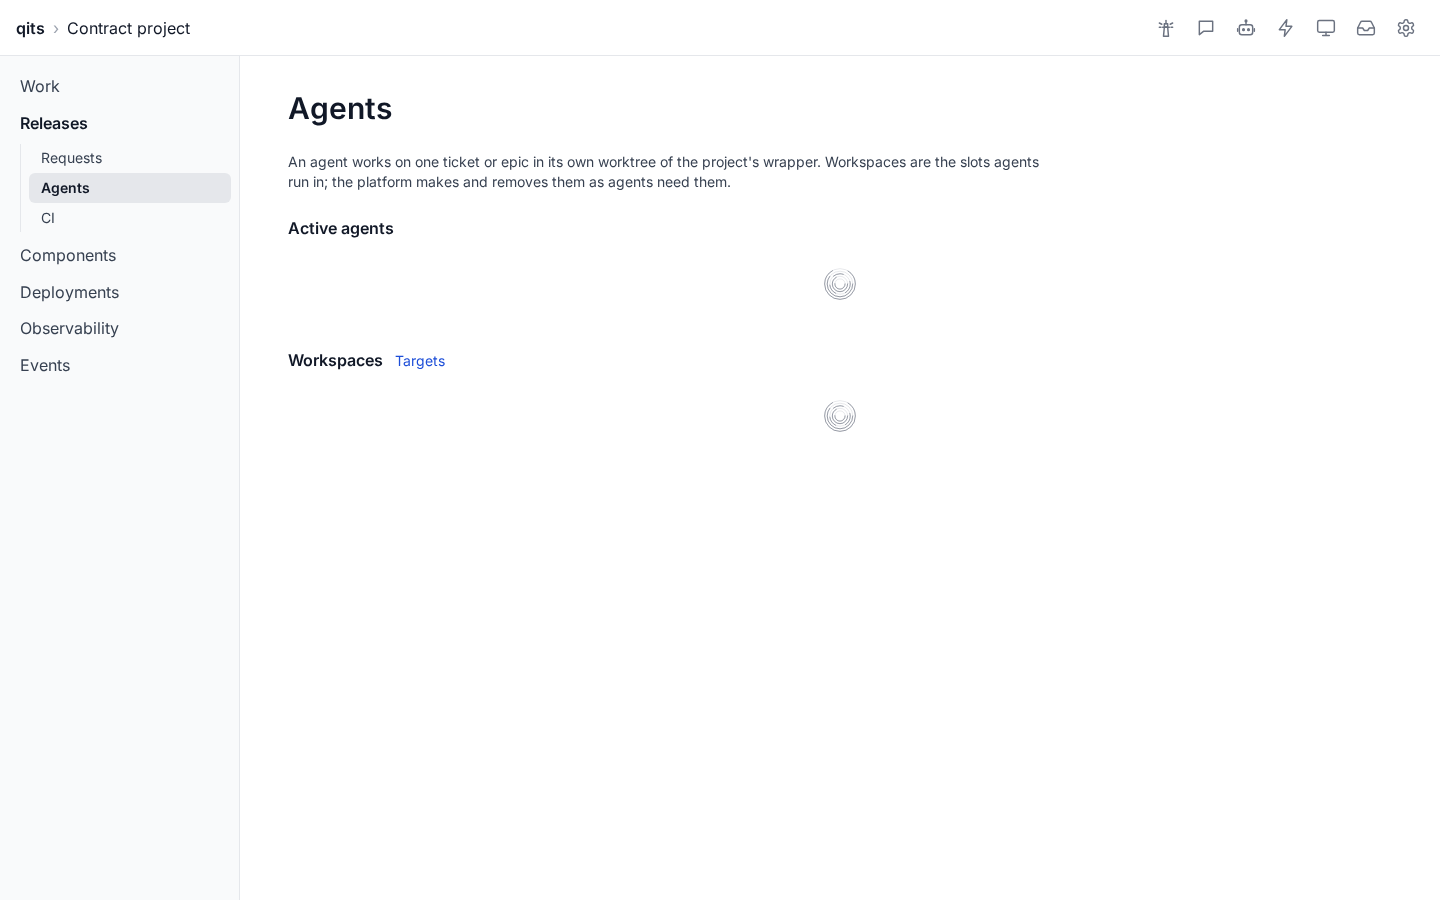 qits › Contract project
Work
Releases
Requests
Agents
CI
Components
Deployments
Observability
Events
Agents
An agent works on one ticket or epic in its own worktree of the project's wrapper. Workspaces are the slots agents
run in; the platform makes and removes them as agents need them.
Active agents
Workspaces Targets